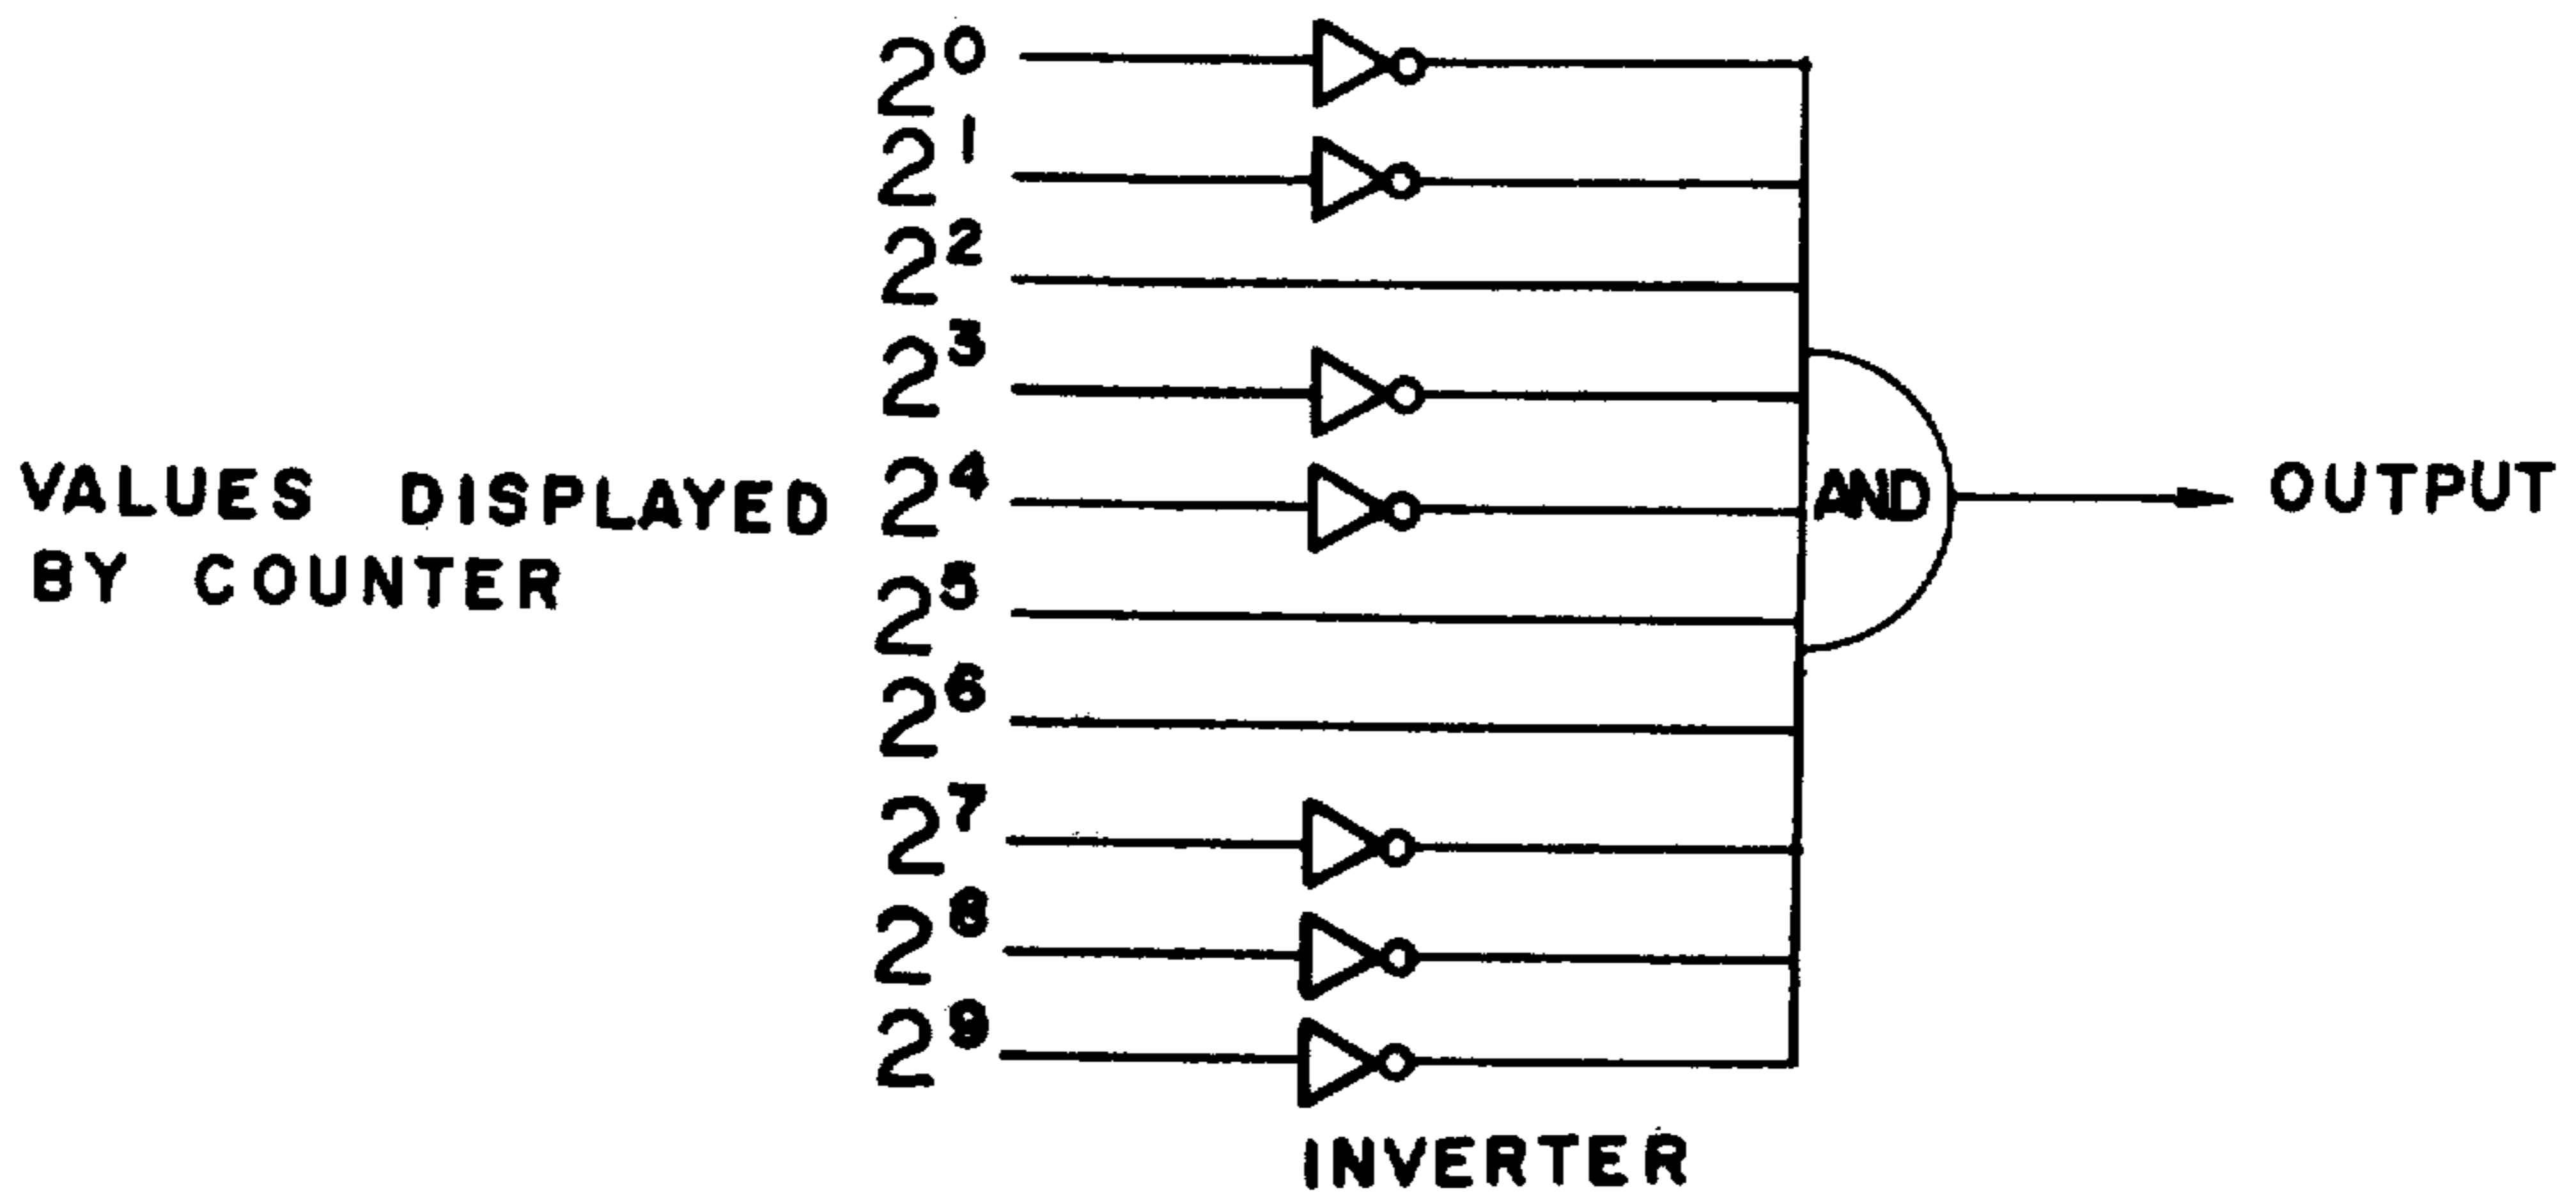 2⁰
2¹
2²
2³
2⁴
2⁵
2⁶
2⁷
2⁸
2⁹
VALUES DISPLAYED
BY COUNTER
AND
OUTPUT
INVERTER